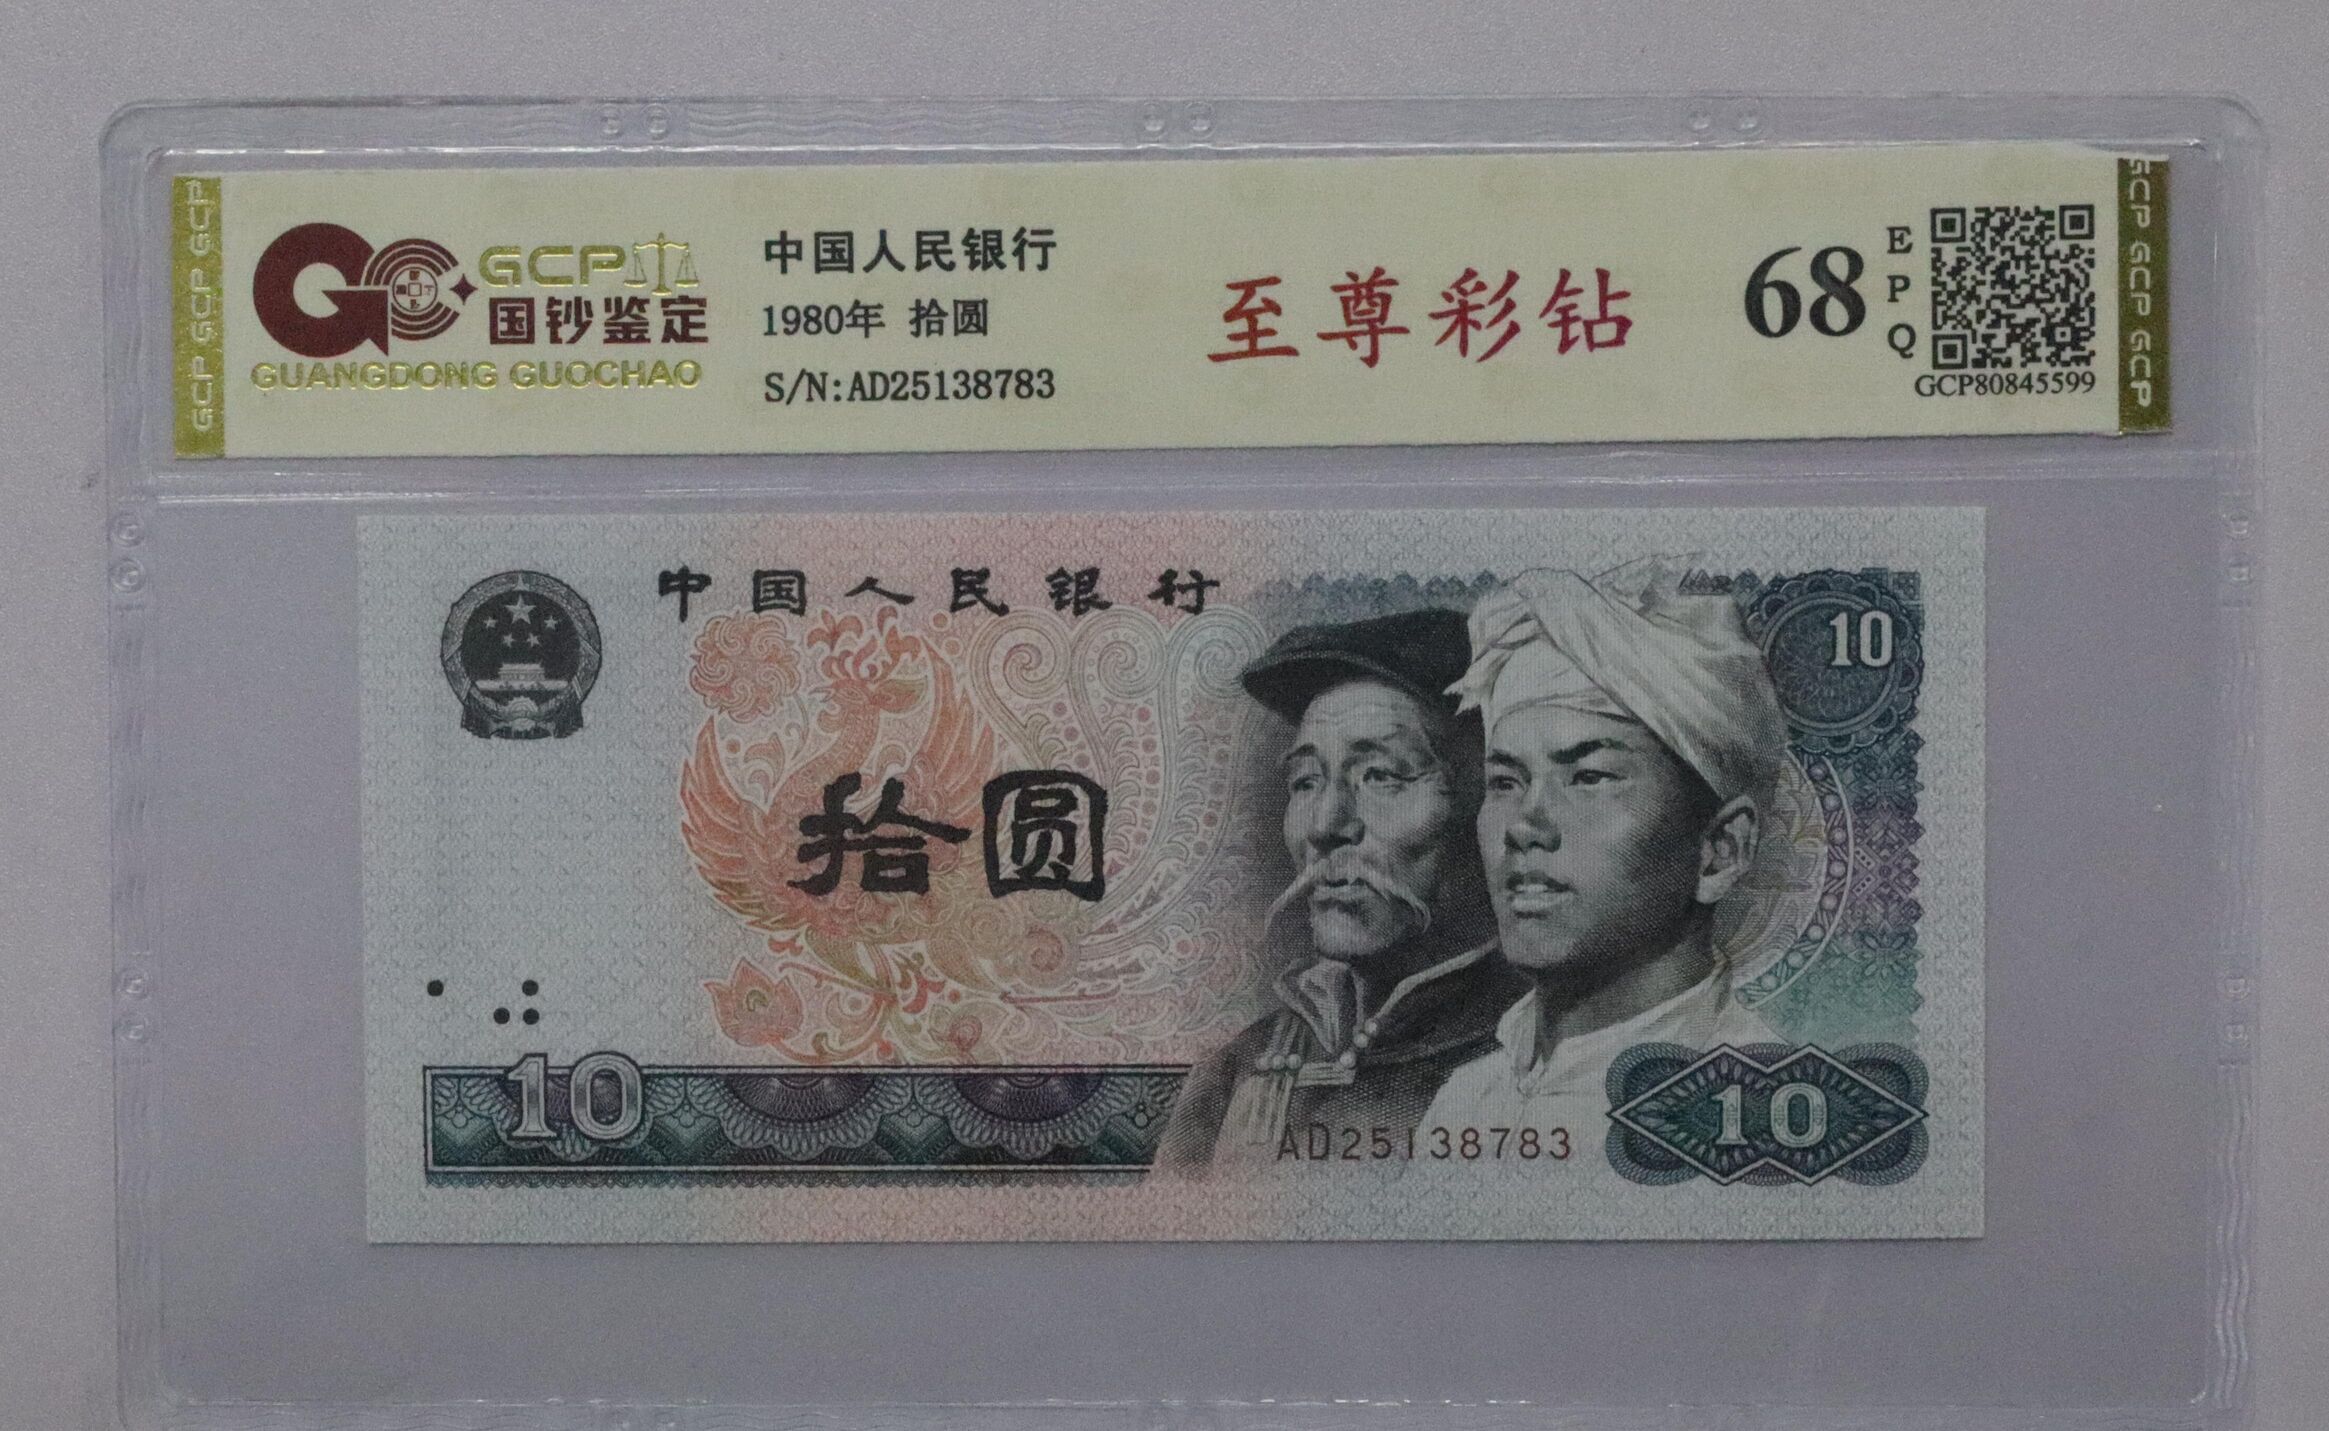 GCP
国钞鉴定
GUANGDONG GUOCHAO
中国人民银行
1980年 拾圆
S/N:AD25138783
至尊彩钻
68
EPQ
GCP80845599
GCP GCP GCP
GCP GCP GCP
中国人民银行
10
拾圆
10
AD25138783
10